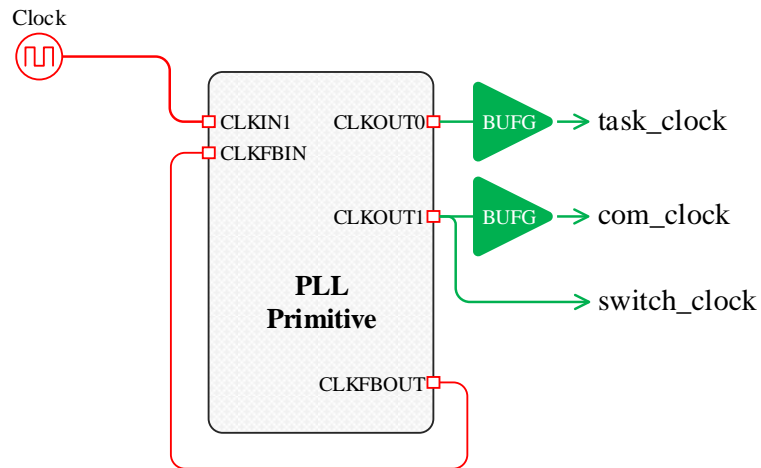 Clock
CLKIN1
CLKOUT0
BUFG
task_clock
CLKFBIN
CLKOUT1
BUFG
com_clock
PLL
Primitive
switch_clock
CLKFBOUT